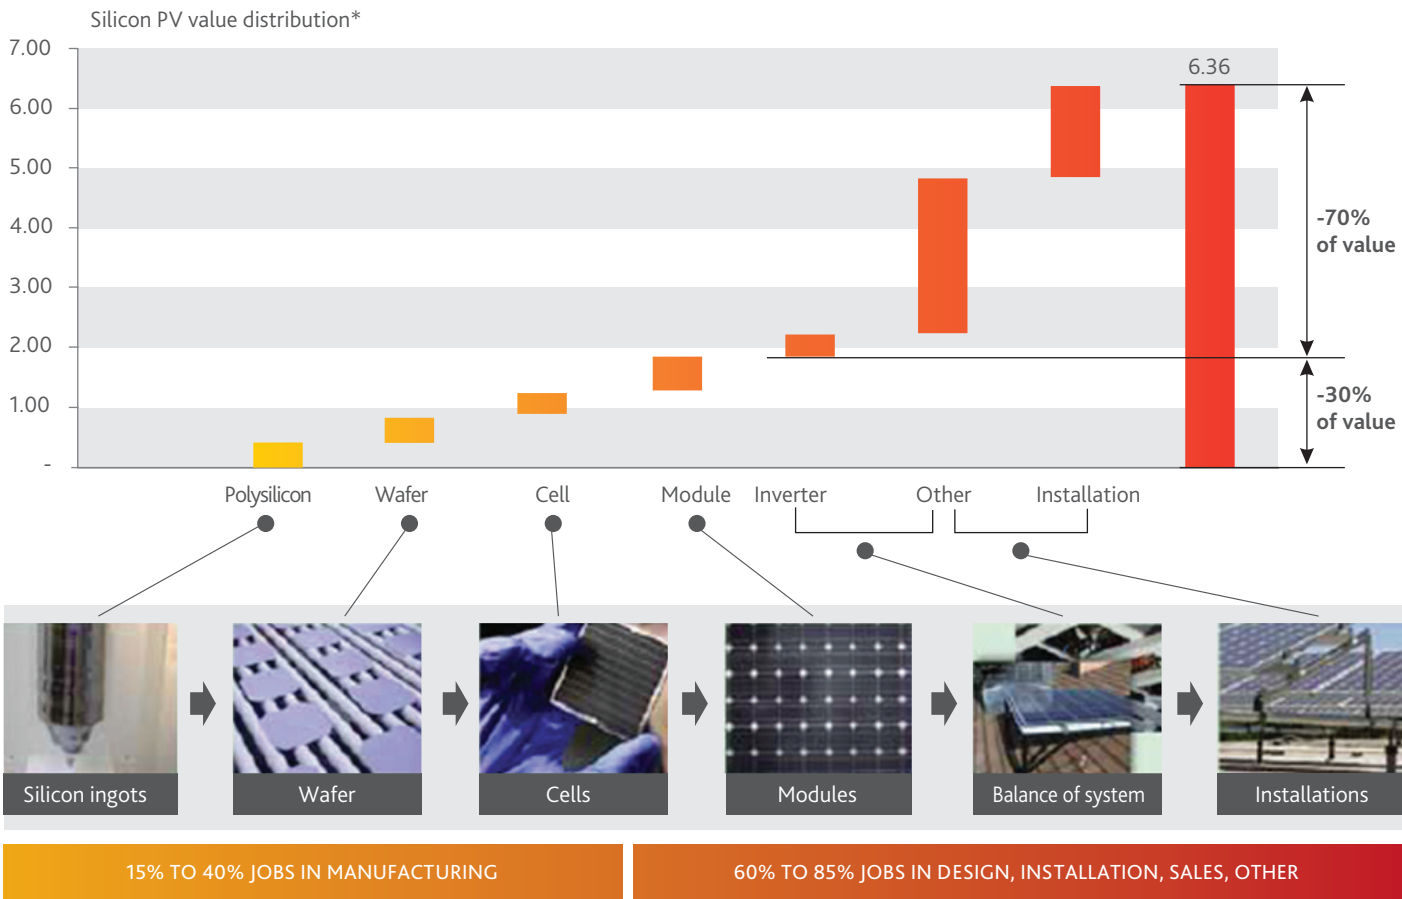 Silicon PV value distribution*
7.00
6.00
5.00
4.00
3.00
2.00
1.00
-
6.36
-70%
of value
-30%
of value
Polysilicon
Wafer
Cell
Module
Inverter
Other
Installation
Silicon ingots
Wafer
Cells
Modules
Balance of system
Installations
15% TO 40% JOBS IN MANUFACTURING
60% TO 85% JOBS IN DESIGN, INSTALLATION, SALES, OTHER